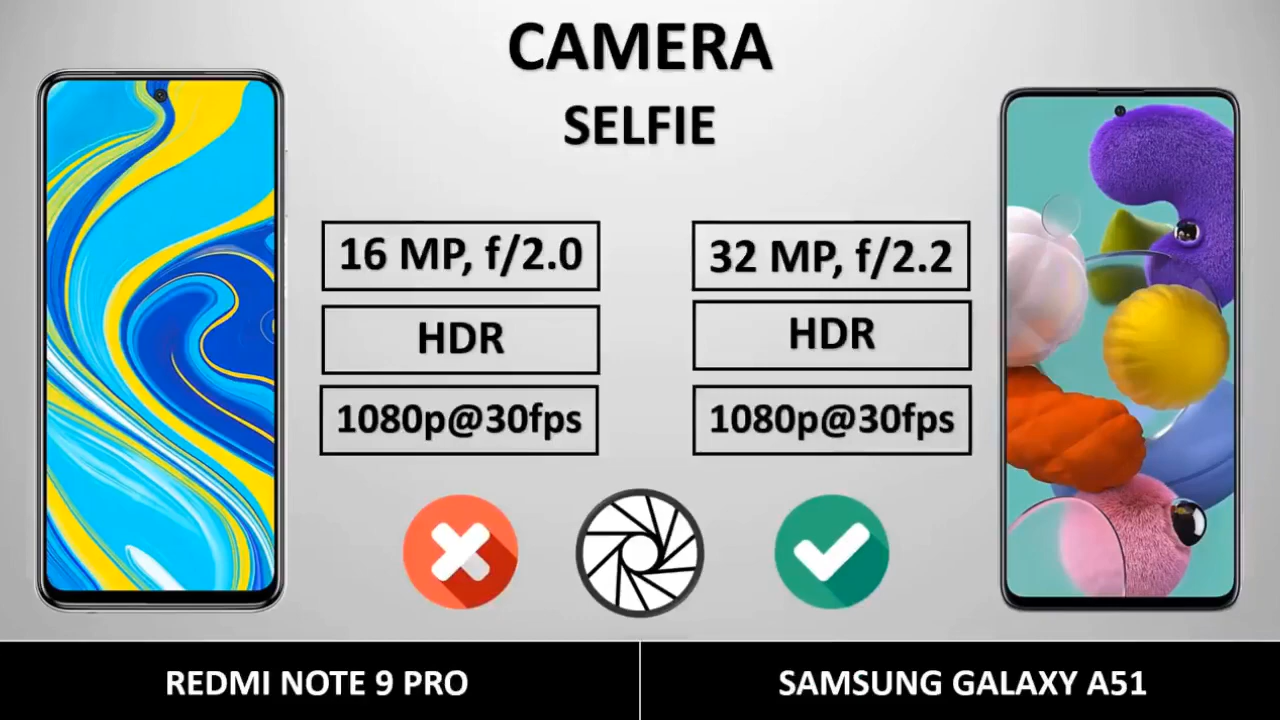 CAMERA
SELFIE
16 MP, f/2.0
32 MP, f/2.2
HDR
HDR
1080p@30fps
1080p@30fps
REDMI NOTE 9 PRO
SAMSUNG GALAXY A51